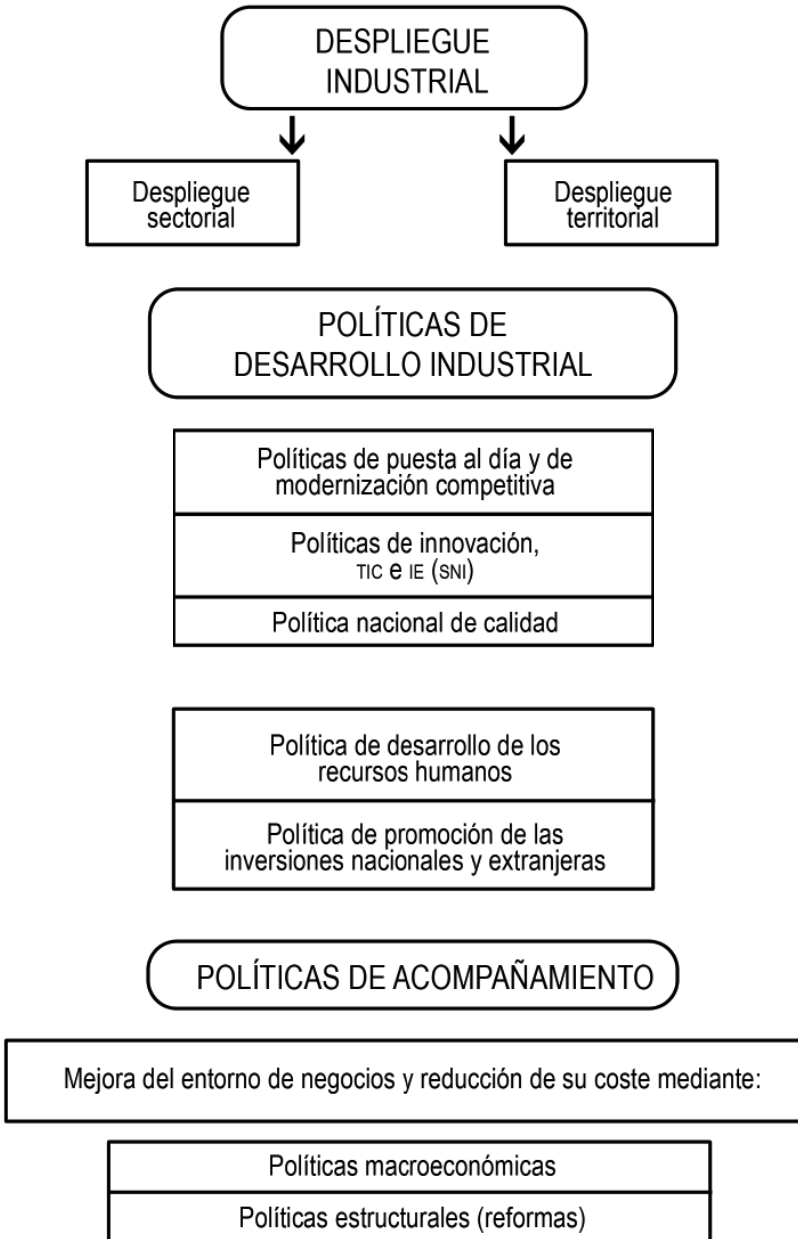 DESPLIEGUE
INDUSTRIAL
Despliegue
sectorial
Despliegue
territorial
POLÍTICAS DE
DESARROLLO INDUSTRIAL
Políticas de puesta al día y de
modernización competitiva
Políticas de innovación,
TIC e IE (SNI)
Política nacional de calidad
Política de desarrollo de los
recursos humanos
Política de promoción de las
inversiones nacionales y extranjeras
POLÍTICAS DE ACOMPAÑAMIENTO
Mejora del entorno de negocios y reducción de su coste mediante:
Políticas macroeconómicas
Políticas estructurales (reformas)